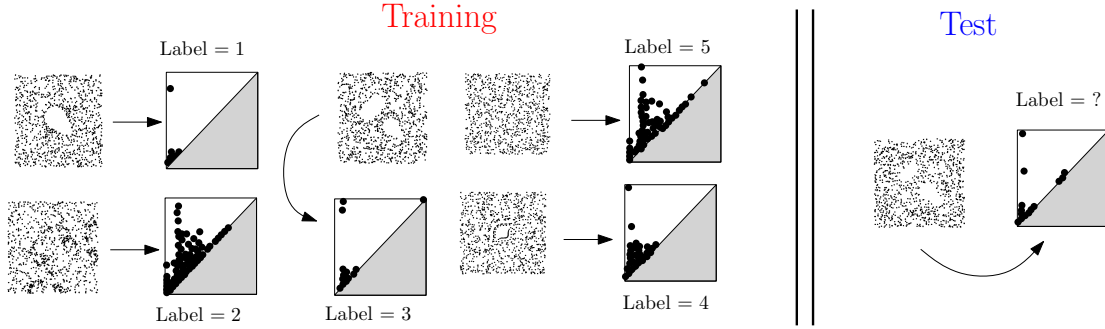 Training
Test
Label = 1
Label = 5
Label = ?
Label = 2
Label = 3
Label = 4